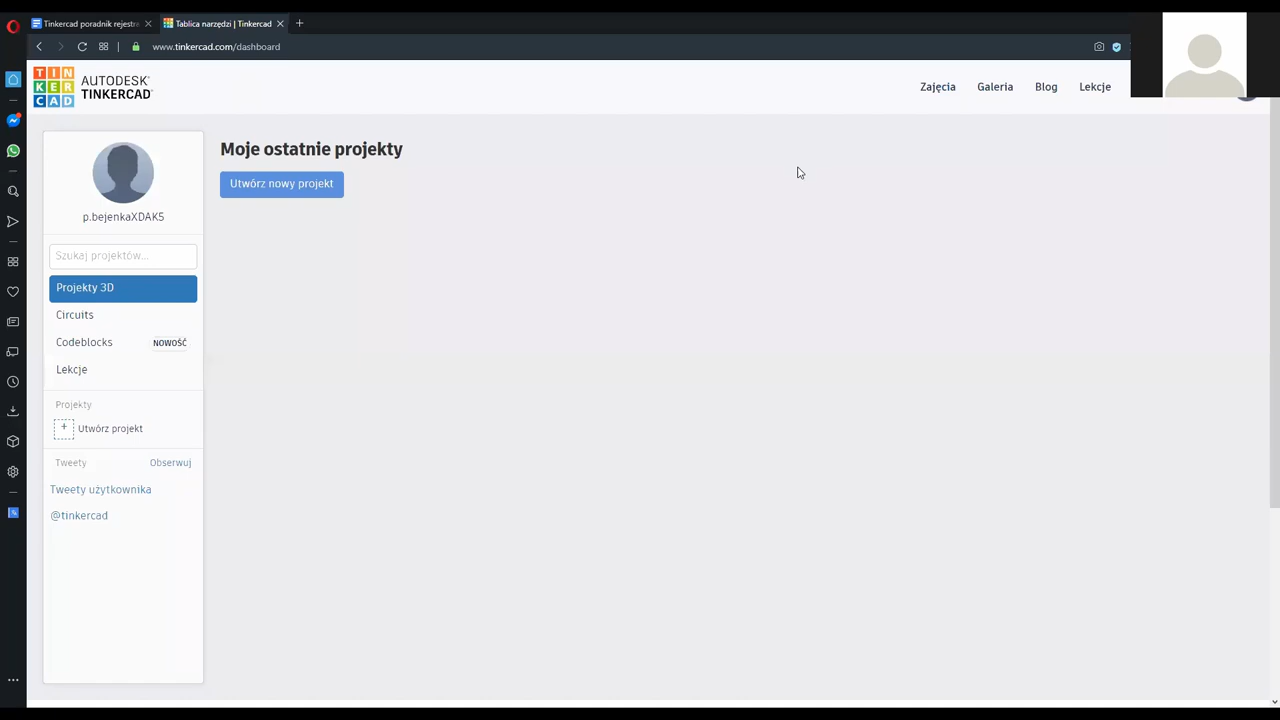 Tinkercad poradnik rejestr
Tablica narzędzi | Tinkercad
www.tinkercad.com/dashboard
TIN
KER
CAD
AUTODESK®
TINKERCAD®
Zajęcia
Galeria
Blog
Lekcje
Moje ostatnie projekty
Utwórz nowy projekt
p.bejenkaXDAK5
Szukaj projektów...
Projekty 3D
Circuits
Codeblocks NOWOŚĆ
Lekcje
Projekty
+ Utwórz projekt
Tweety Obserwuj
Tweety użytkownika
@tinkercad